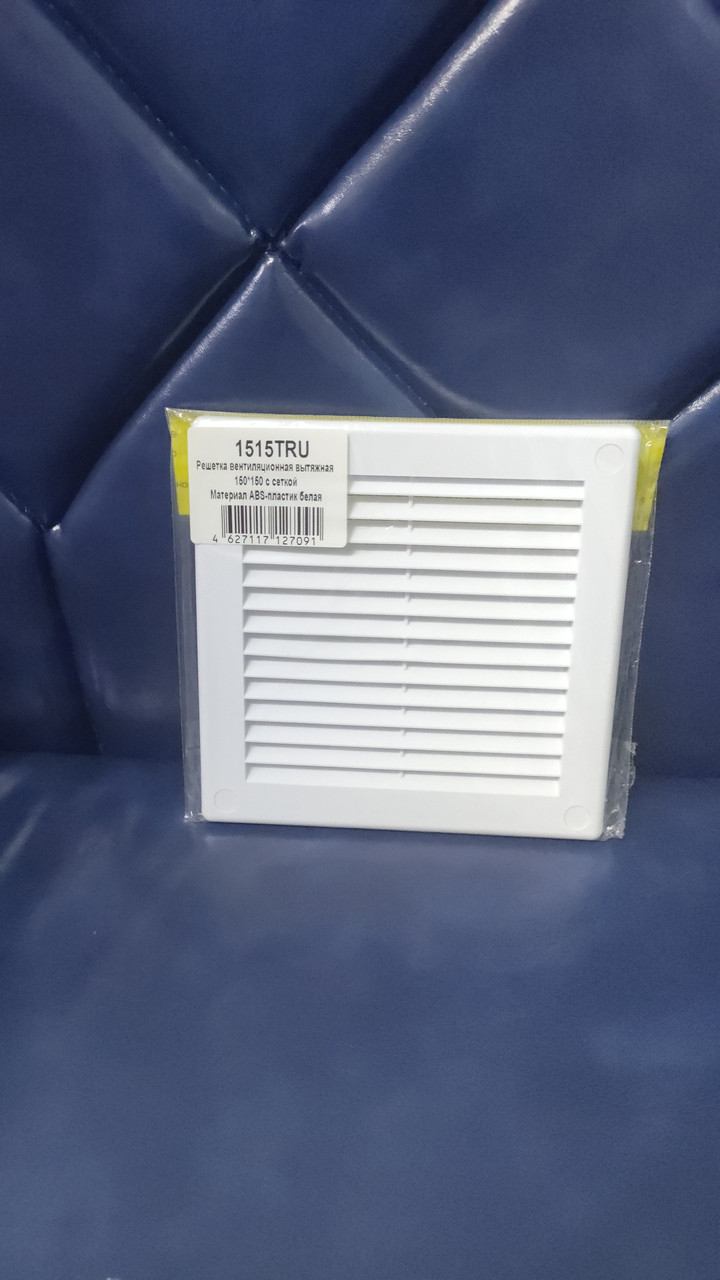 1515TRU
Решетка вентиляционная вытяжная
150*150 с сеткой
Материал ABS-пластик белая
4 627117 127091